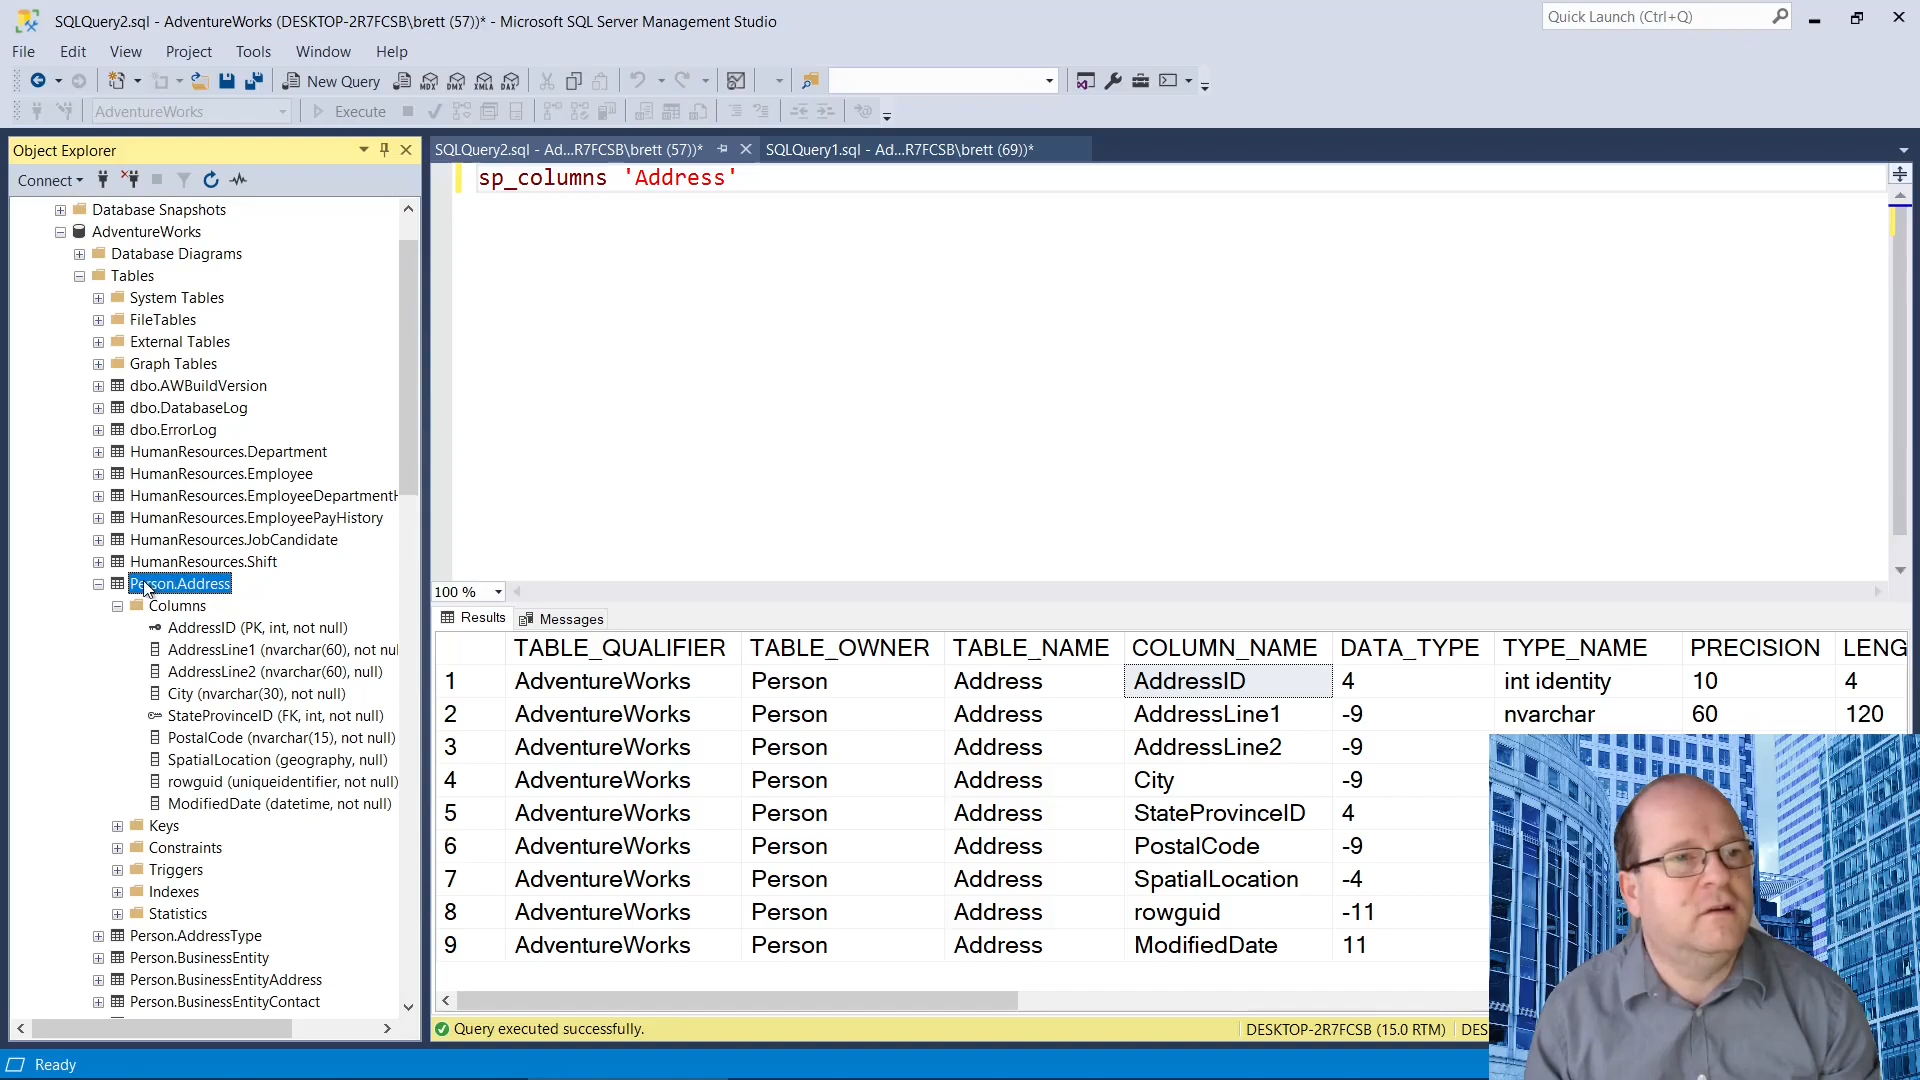 SQLQuery2.sql - AdventureWorks (DESKTOP-2R7FCSB\brett (57))* - Microsoft SQL Server Management Studio
Quick Launch (Ctrl+Q)
File Edit View Project Tools Window Help
New Query MDX DMX XMLA DAX
AdventureWorks Execute
Object Explorer
SQLQuery2.sql - Ad...R7FCSB\brett (57))* SQLQuery1.sql - Ad...R7FCSB\brett (69))*
Connect
sp_columns 'Address'
Database Snapshots
AdventureWorks
Database Diagrams
Tables
System Tables
FileTables
External Tables
Graph Tables
dbo.AWBuildVersion
dbo.DatabaseLog
dbo.ErrorLog
HumanResources.Department
HumanResources.Employee
HumanResources.EmployeeDepartmentH
HumanResources.EmployeePayHistory
HumanResources.JobCandidate
HumanResources.Shift
Person.Address
Columns
AddressID (PK, int, not null)
AddressLine1 (nvarchar(60), not nul
AddressLine2 (nvarchar(60), null)
City (nvarchar(30), not null)
StateProvinceID (FK, int, not null)
PostalCode (nvarchar(15), not null)
SpatialLocation (geography, null)
rowguid (uniqueidentifier, not null)
ModifiedDate (datetime, not null)
Keys
Constraints
Triggers
Indexes
Statistics
Person.AddressType
Person.BusinessEntity
Person.BusinessEntityAddress
Person.BusinessEntityContact
100 %
Results Messages
TABLE_QUALIFIER TABLE_OWNER TABLE_NAME COLUMN_NAME DATA_TYPE TYPE_NAME PRECISION LENG
1 AdventureWorks Person Address AddressID 4 int identity 10 4
2 AdventureWorks Person Address AddressLine1 -9 nvarchar 60 120
3 AdventureWorks Person Address AddressLine2 -9
4 AdventureWorks Person Address City -9
5 AdventureWorks Person Address StateProvinceID 4
6 AdventureWorks Person Address PostalCode -9
7 AdventureWorks Person Address SpatialLocation -4
8 AdventureWorks Person Address rowguid -11
9 AdventureWorks Person Address ModifiedDate 11
Query executed successfully. DESKTOP-2R7FCSB (15.0 RTM) DES
Ready